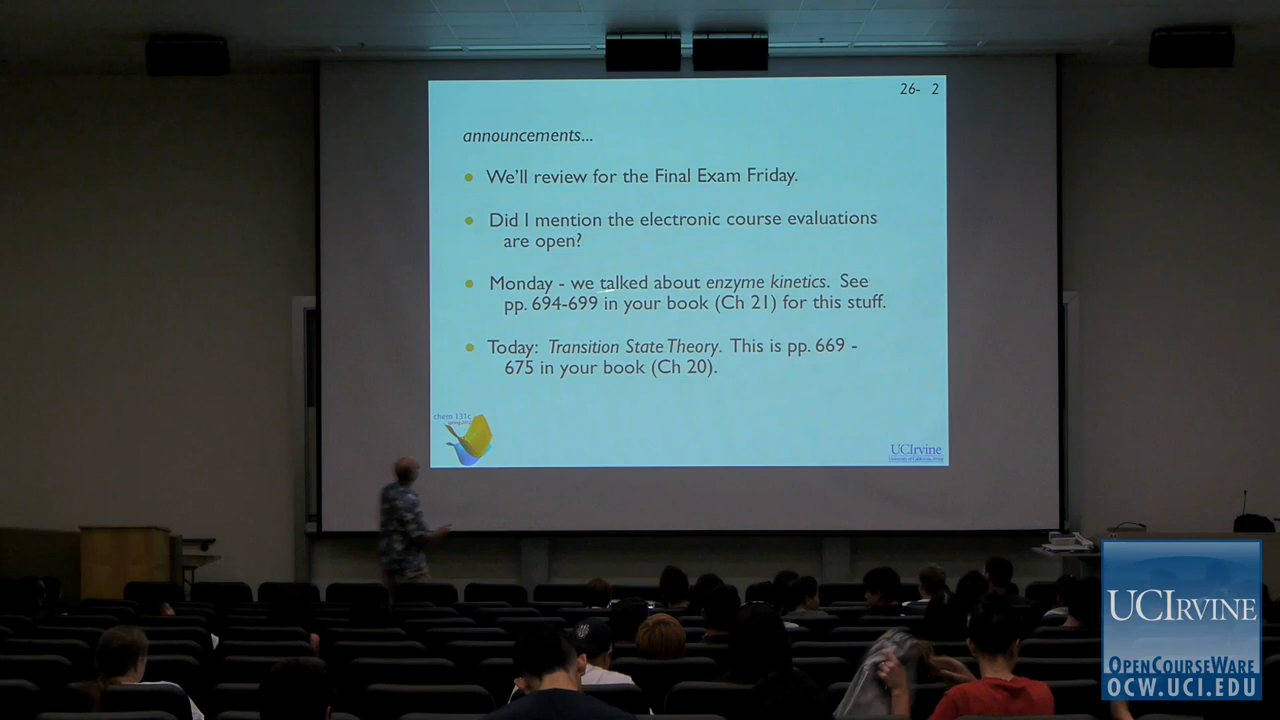 26- 2
announcements...
We'll review for the Final Exam Friday.
Did I mention the electronic course evaluations
are open?
Monday - we talked about enzyme kinetics. See
pp. 694-699 in your book (Ch 21) for this stuff.
Today: Transition State Theory. This is pp. 669 -
675 in your book (Ch 20).
chem 131c
UCIrvine
UCIRVINE
OPENCOURSEWARE
OCW.UCI.EDU